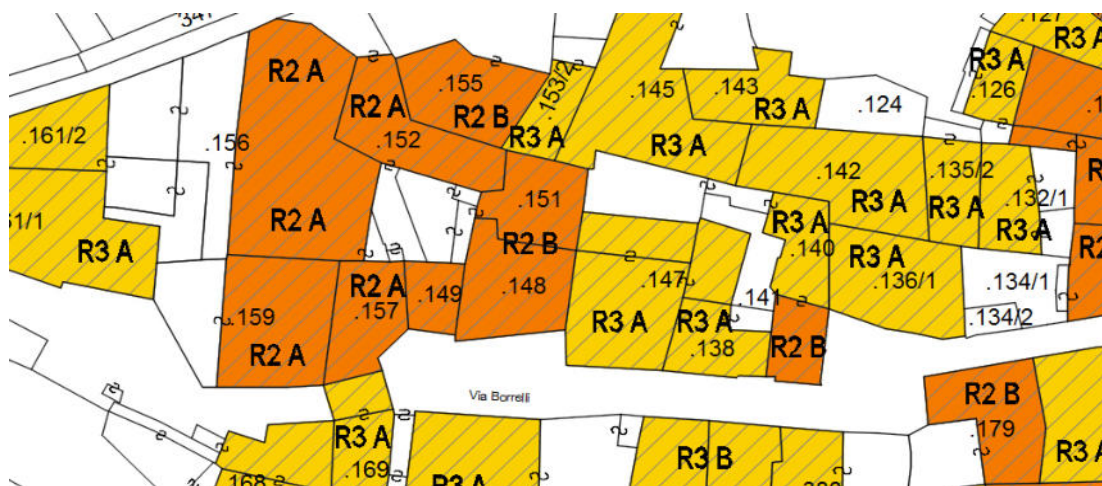 341
.127
R3 A
R2 A
.155
R3 A
.126
.153/2
.145
.143
R2 A
R2 B
R3 A
.124
.161/2
.156
.152
R3 A
R3 A
.142
.135/2
.151
.132/1
R2 A
R3 A
R3 A
R3 A
R3 A
R3 A
R2 B
.140
R3 A
R2 A
.147
.136/1
.134/1
.149
.148
.141
.159
.157
R3 A
R3 A
.134/2
R2 A
.138
R2 B
Via Borrelli
R2 B
.179
R3 A
R3 B
.168
.169
R3 A